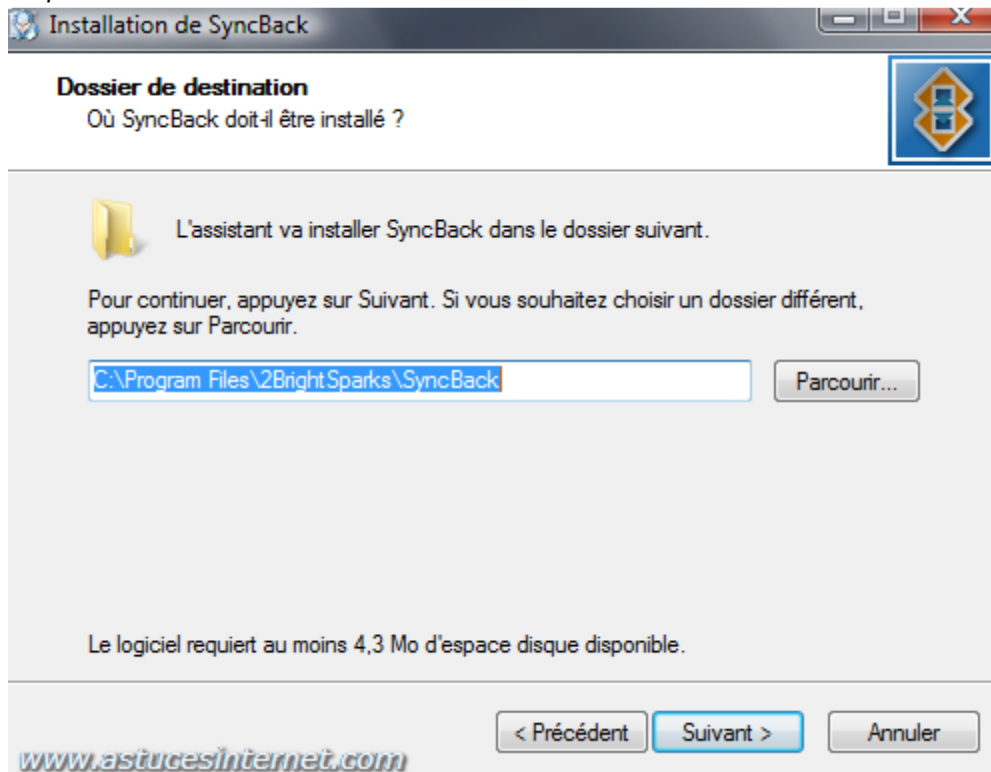 Installation de SyncBack
Dossier de destination
Où SyncBack doit-il être installé ?
L'assistant va installer SyncBack dans le dossier suivant.
Pour continuer, appuyez sur Suivant. Si vous souhaitez choisir un dossier différent,
appuyez sur Parcourir.
C:\Program Files\2BrightSparks\SyncBack
Parcourir...
Le logiciel requiert au moins 4,3 Mo d'espace disque disponible.
< Précédent
Suivant >
Annuler
www.astucesinternet.com